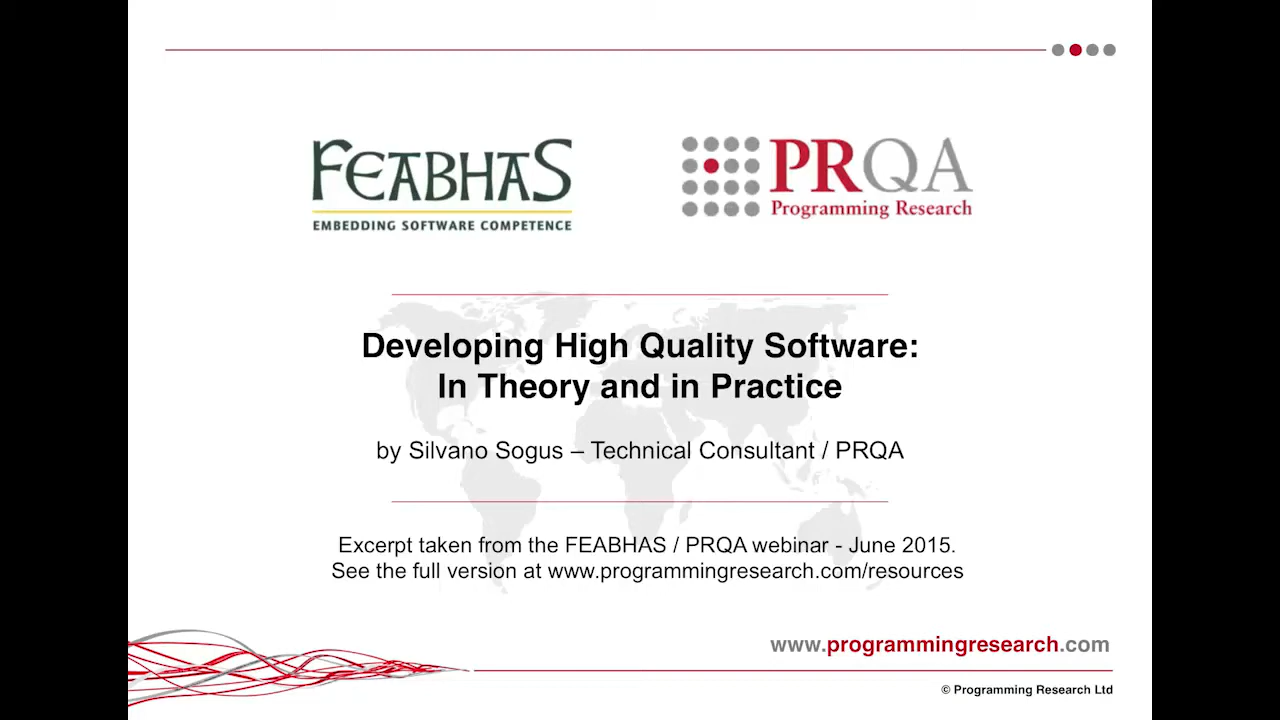 FEABHAS
EMBEDDING SOFTWARE COMPETENCE
PRQA
Programming Research
Developing High Quality Software:
In Theory and in Practice
by Silvano Sogus – Technical Consultant / PRQA
Excerpt taken from the FEABHAS / PRQA webinar - June 2015.
See the full version at www.programmingresearch.com/resources
www.programmingresearch.com
© Programming Research Ltd